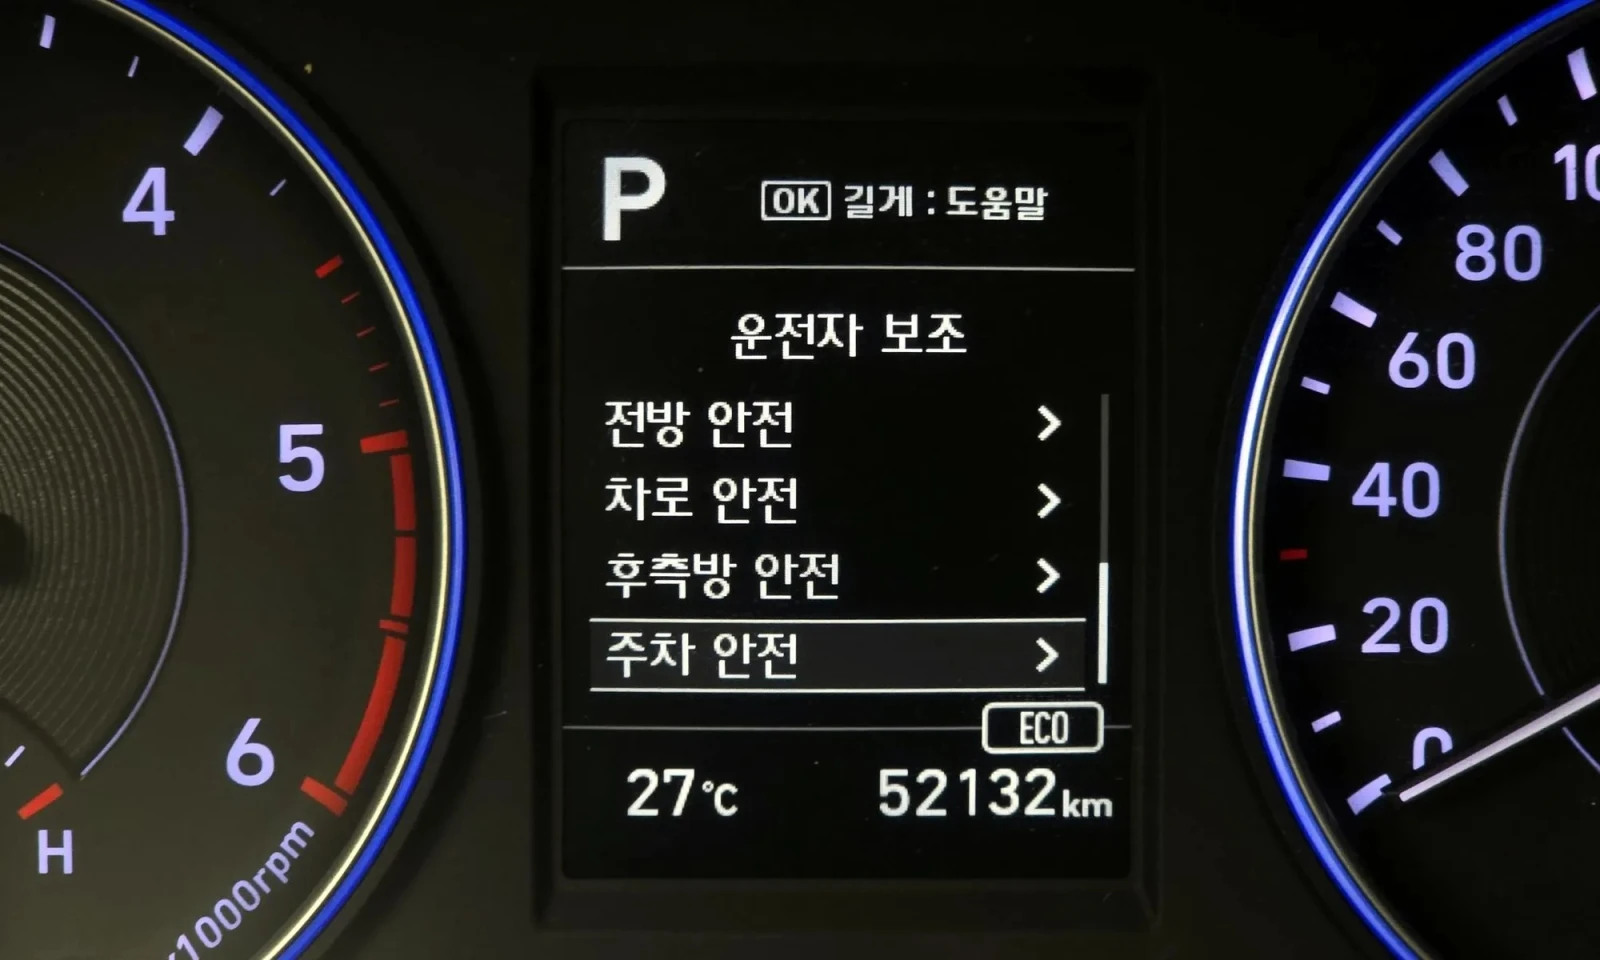 P
OK 길게 : 도움말
운전자 보조
전방 안전
차로 안전
후측방 안전
주차 안전
ECO
27℃ 52132km
4
5
6
H
x1000rpm
80
60
40
20
0